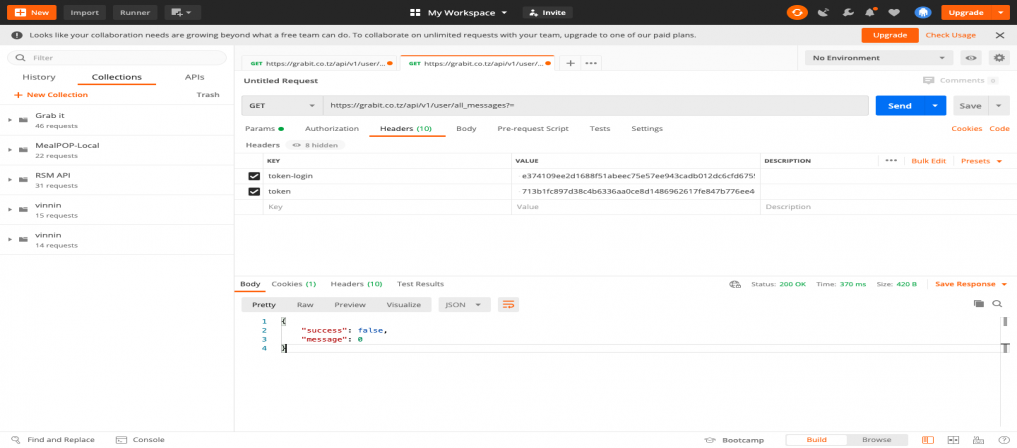 New Import Runner My Workspace Invite Upgrade
Looks like your collaboration needs are growing beyond what a free team can do. To collaborate on unlimited requests with your team, upgrade to one of our paid plans. Upgrade Check Usage
Filter
History Collections APIs
New Collection Trash
Grab it
46 requests
MealPOP-Local
22 requests
RSM API
31 requests
vinnin
15 requests
vinnin
14 requests
GET https://grabit.co.tz/api/v1/user/... GET https://grabit.co.tz/api/v1/user/... No Environment
Untitled Request Comments 0
GET https://grabit.co.tz/api/v1/user/all_messages?= Send Save
Params Authorization Headers (10) Body Pre-request Script Tests Settings Cookies Code
Headers 8 hidden
KEY VALUE DESCRIPTION Bulk Edit Presets
token-login e374109ee2d1688f51abeec75e57ee943cadb012dc6cfd675
token 713b1fc897d38c4b6336aa0ce8d1486962617fe847b776ee4
Key Value Description
Body Cookies (1) Headers (10) Test Results Status: 200 OK Time: 370 ms Size: 420 B Save Response
Pretty Raw Preview Visualize JSON
1 {
2 "success": false,
3 "message": 0
4 }
Find and Replace Console Bootcamp Build Browse